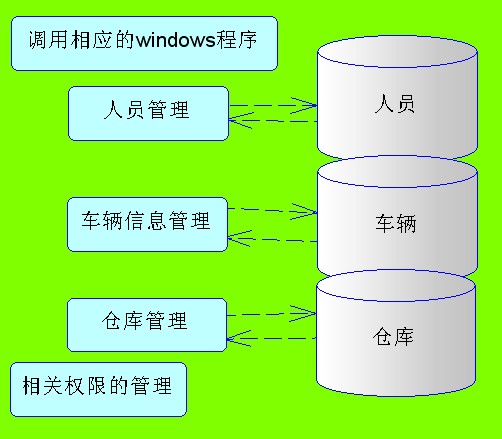 调用相应的windows程序
人员管理
人员
车辆信息管理
车辆
仓库管理
仓库
相关权限的管理